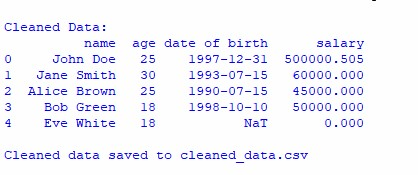 Cleaned Data:
name age date of birth salary
0 John Doe 25 1997-12-31 500000.505
1 Jane Smith 30 1993-07-15 60000.000
2 Alice Brown 25 1990-07-15 45000.000
3 Bob Green 18 1998-10-10 50000.000
4 Eve White 18 NaT 0.000
Cleaned data saved to cleaned_data.csv